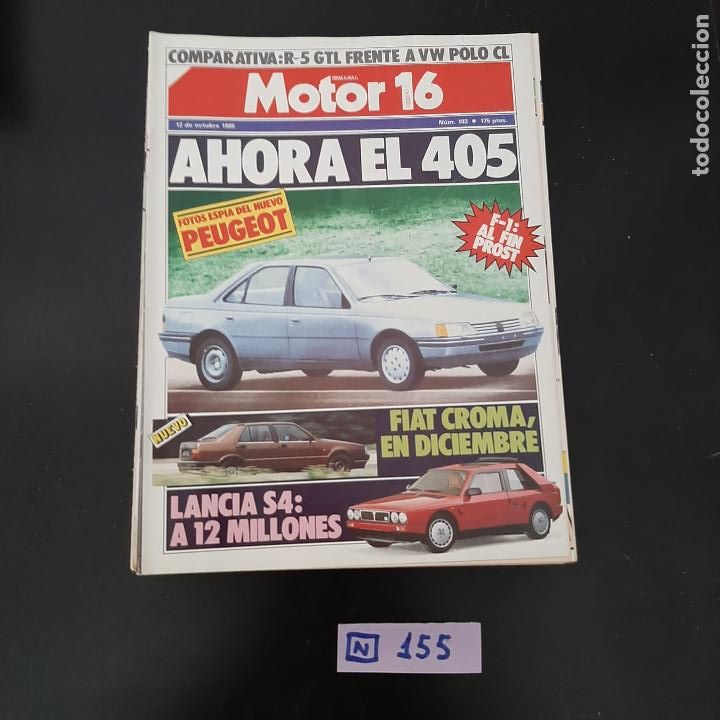 COMPARATIVA: R-5 GTL FRENTE A VW POLO CL
SEMANAL
Motor 16
12 de octubre 1985
Núm. 103 ● 175 ptas.
AHORA EL 405
FOTOS ESPIA DEL NUEVO
PEUGEOT
F-1:
AL FIN
PROST
NUEVO
FIAT CROMA,
EN DICIEMBRE
LANCIA S4:
A 12 MILLONES
N 155
todocoleccion